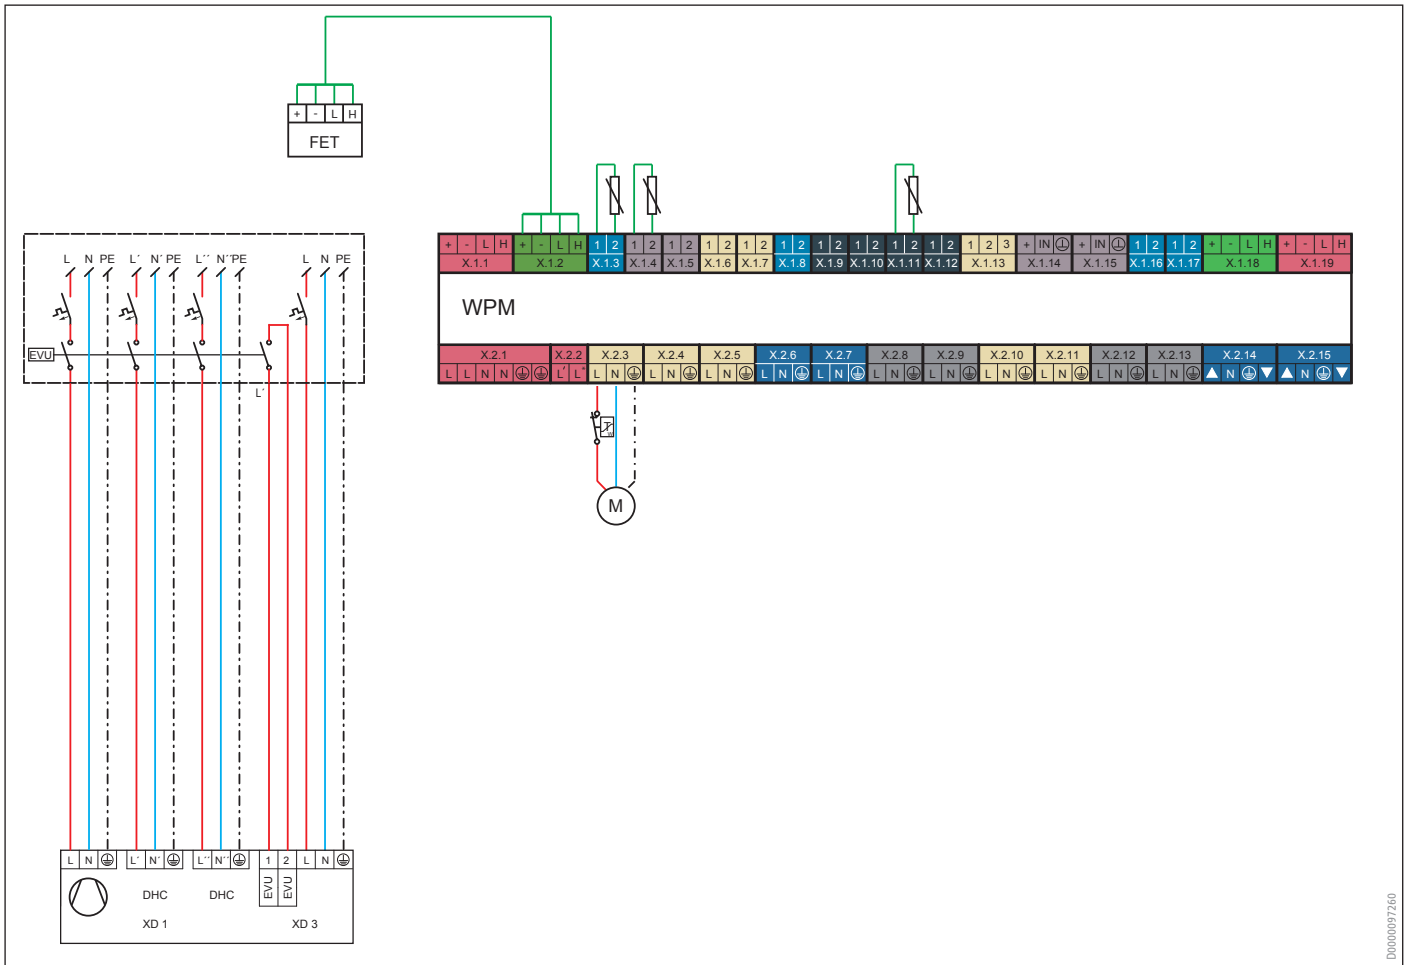 + - L H
FET
L N PE L´ N´ PE L´´ N´´ PE L N PE
EVU
L´
+ - L H + - L H 1 2 1 2 1 2 1 2 1 2 1 2 1 2 1 2 1 2 1 2 1 2 3 + IN + IN 1 2 1 2 + - L H + - L H
X.1.1 X.1.2 X.1.3 X.1.4 X.1.5 X.1.6 X.1.7 X.1.8 X.1.9 X.1.10 X.1.11 X.1.12 X.1.13 X.1.14 X.1.15 X.1.16 X.1.17 X.1.18 X.1.19
WPM
X.2.1 X.2.2 X.2.3 X.2.4 X.2.5 X.2.6 X.2.7 X.2.8 X.2.9 X.2.10 X.2.11 X.2.12 X.2.13 X.2.14 X.2.15
L L N N L' L* L N L N L N L N L N L N L N L N L N L N L N N N
T
W
M
L N L´ N´ L´´ N´´ 1 2 L N
EVU EVU
DHC DHC
XD 1 XD 3
D0000097260